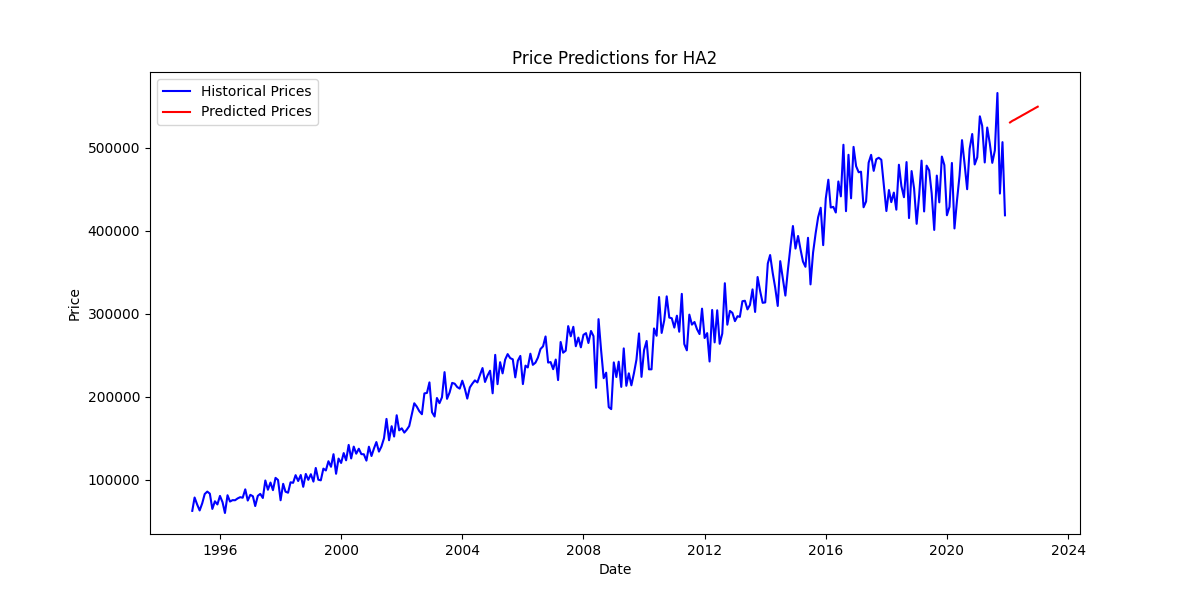 Price Predictions for HA2
Historical Prices
Predicted Prices
Price
500000
400000
300000
200000
100000
1996 2000 2004 2008 2012 2016 2020 2024
Date